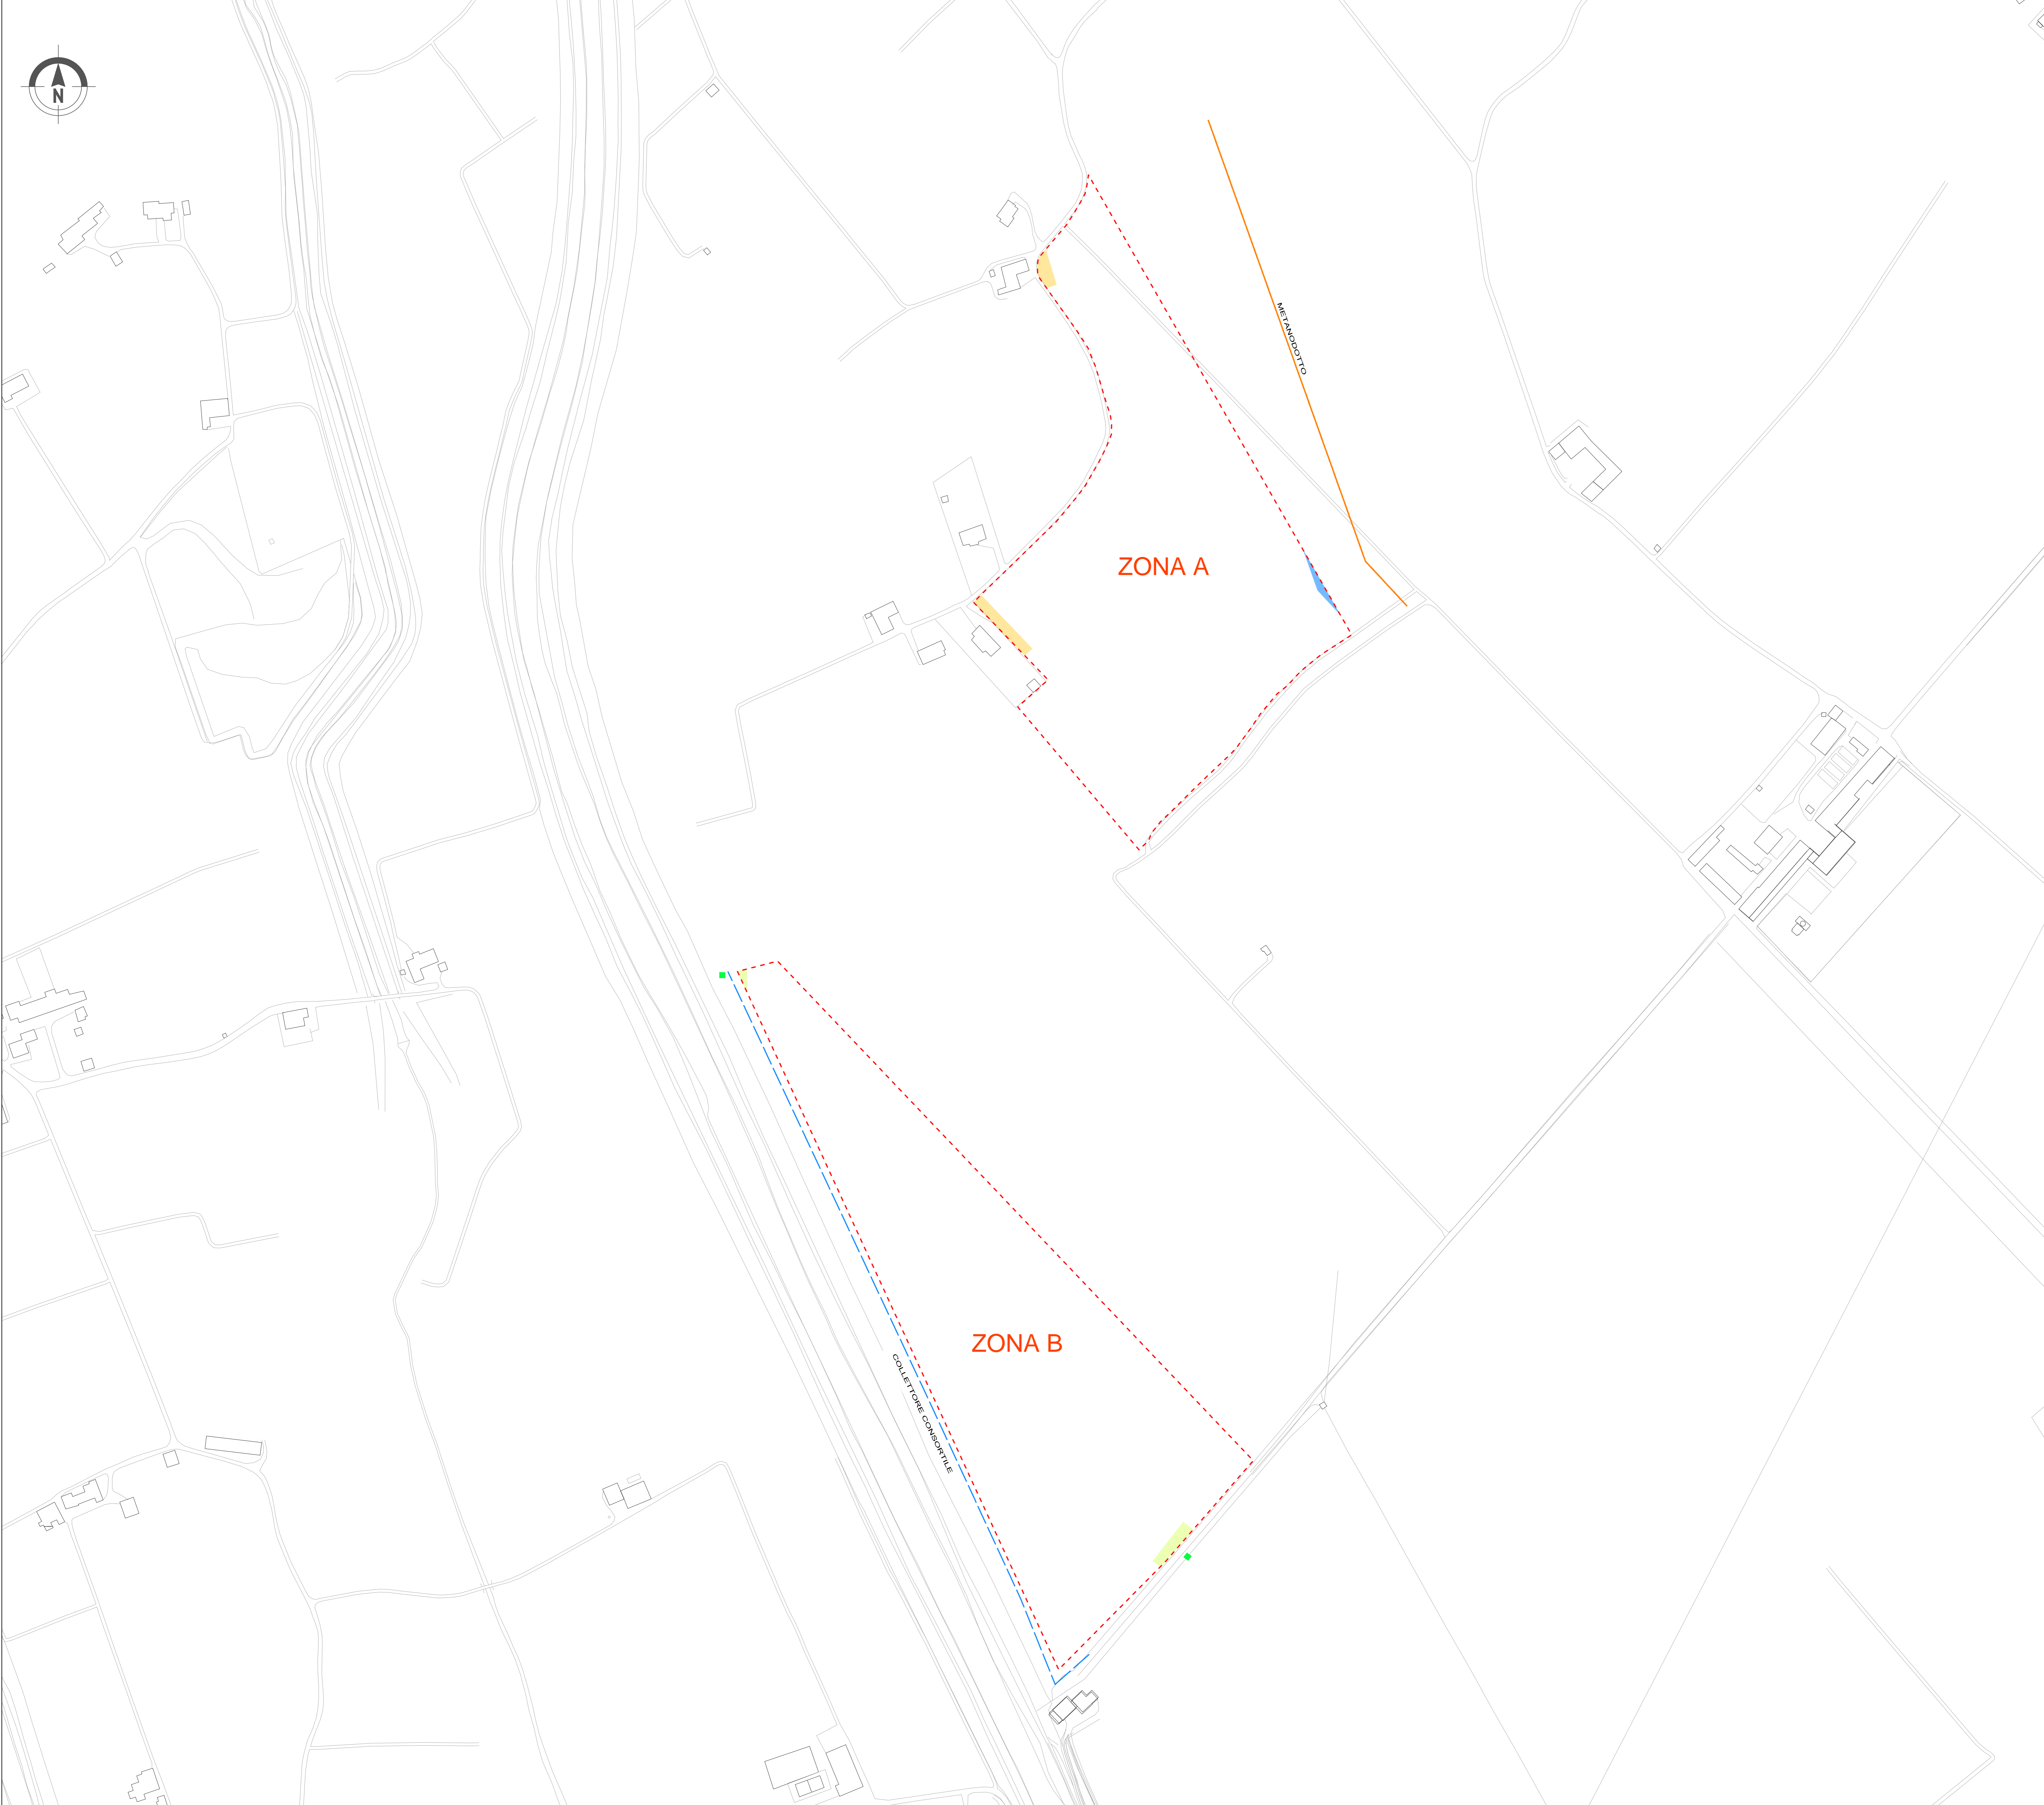 N
METANODOTTO
ZONA A
ZONA B
COLLETTORE CONSORTILE